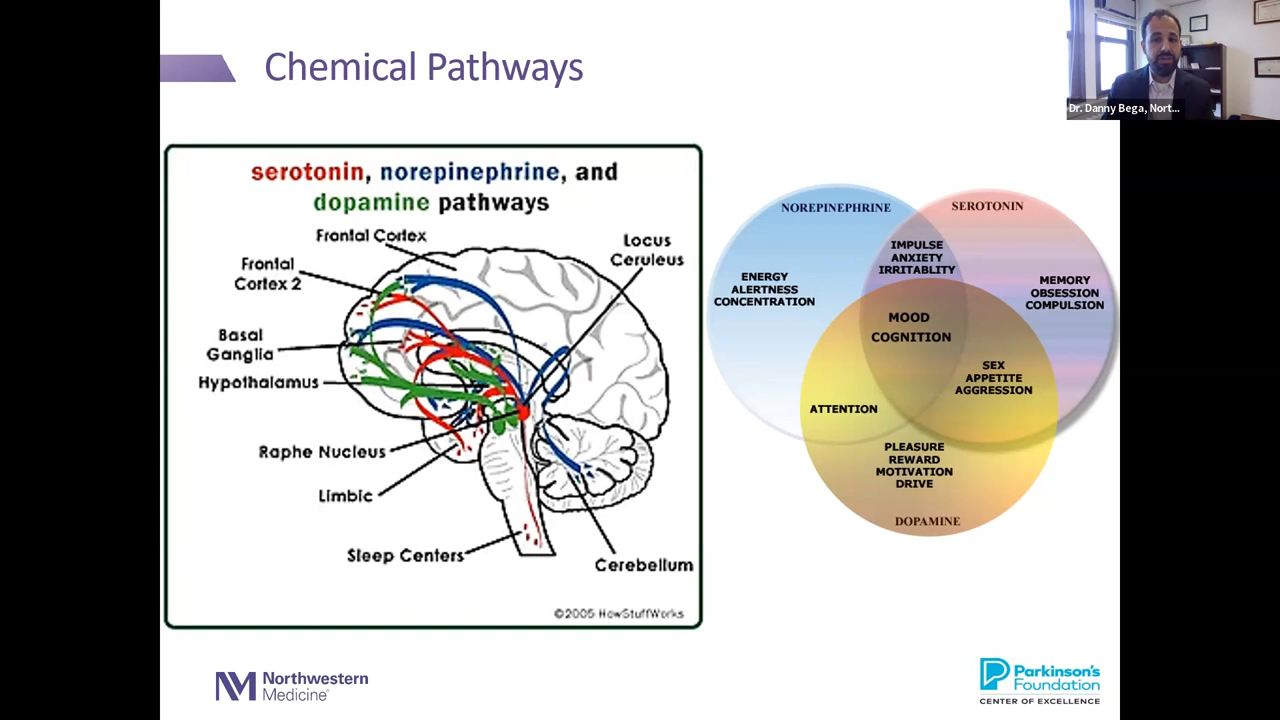 Chemical Pathways
Dr. Danny Bega, Nort...
serotonin, norepinephrine, and
dopamine pathways
Frontal Cortex
Locus
Ceruleus
Frontal
Cortex 2
Basal
Ganglia
Hypothalamus
Raphe Nucleus
Limbic
Sleep Centers
Cerebellum
©2005 HowStuffWorks
NOREPINEPHRINE
SEROTONIN
IMPULSE
ANXIETY
IRRITABLITY
ENERGY
ALERTNESS
CONCENTRATION
MEMORY
OBSESSION
COMPULSION
MOOD
COGNITION
SEX
APPETITE
AGGRESSION
ATTENTION
PLEASURE
REWARD
MOTIVATION
DRIVE
DOPAMINE
NM Northwestern
Medicine®
Parkinson's
Foundation
CENTER OF EXCELLENCE